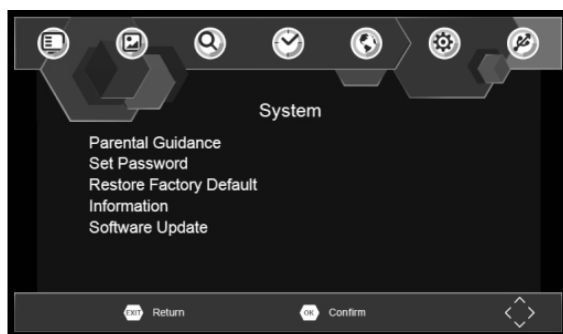 System
Parental Guidance
Set Password
Restore Factory Default
Information
Software Update
EXIT Return
OK Confirm